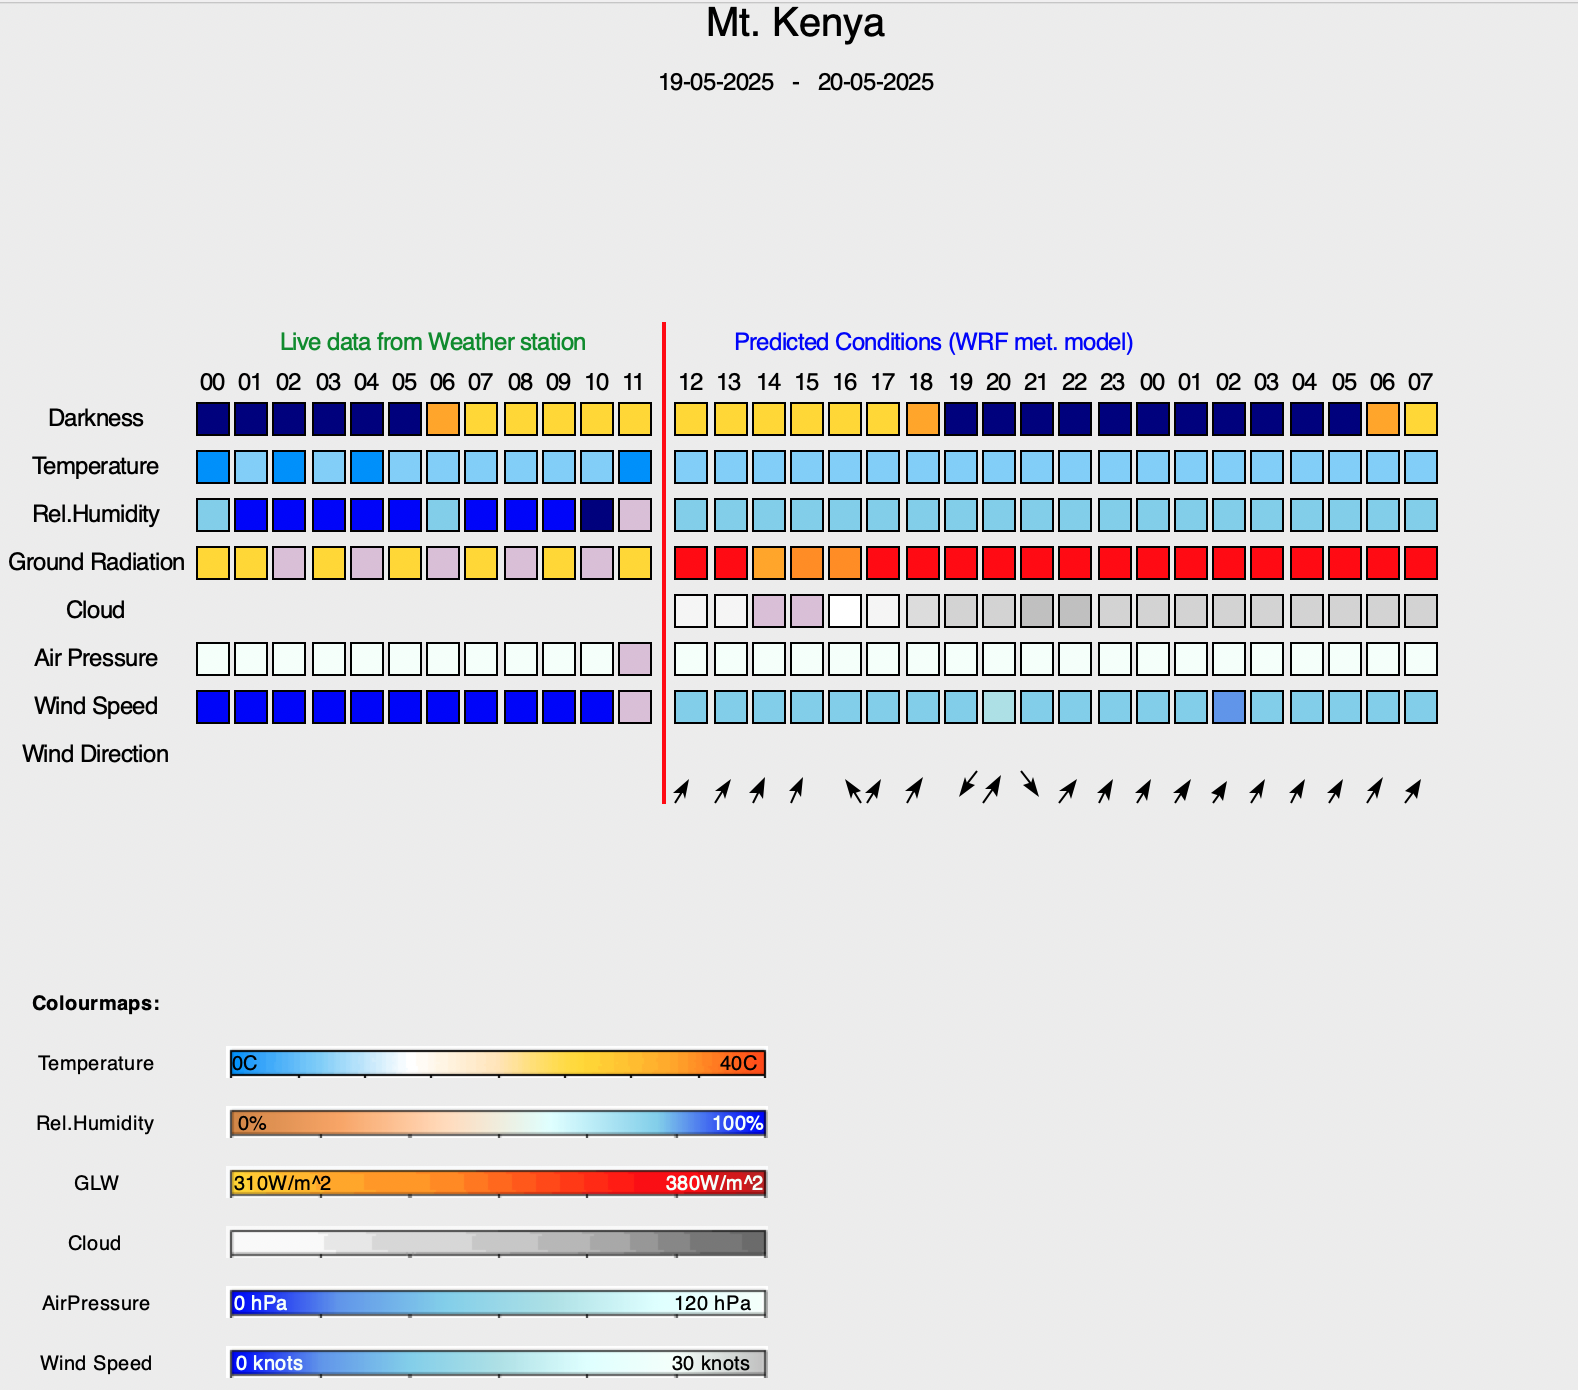 Mt. Kenya
19-05-2025 - 20-05-2025
Live data from Weather station
Predicted Conditions (WRF met. model)
00 01 02 03 04 05 06 07 08 09 10 11 12 13 14 15 16 17 18 19 20 21 22 23 00 01 02 03 04 05 06 07
Darkness
Temperature
Rel.Humidity
Ground Radiation
Cloud
Air Pressure
Wind Speed
Wind Direction
Colourmaps:
Temperature 0C 40C
Rel.Humidity 0% 100%
GLW 310W/m^2 380W/m^2
Cloud
AirPressure 0 hPa 120 hPa
Wind Speed 0 knots 30 knots